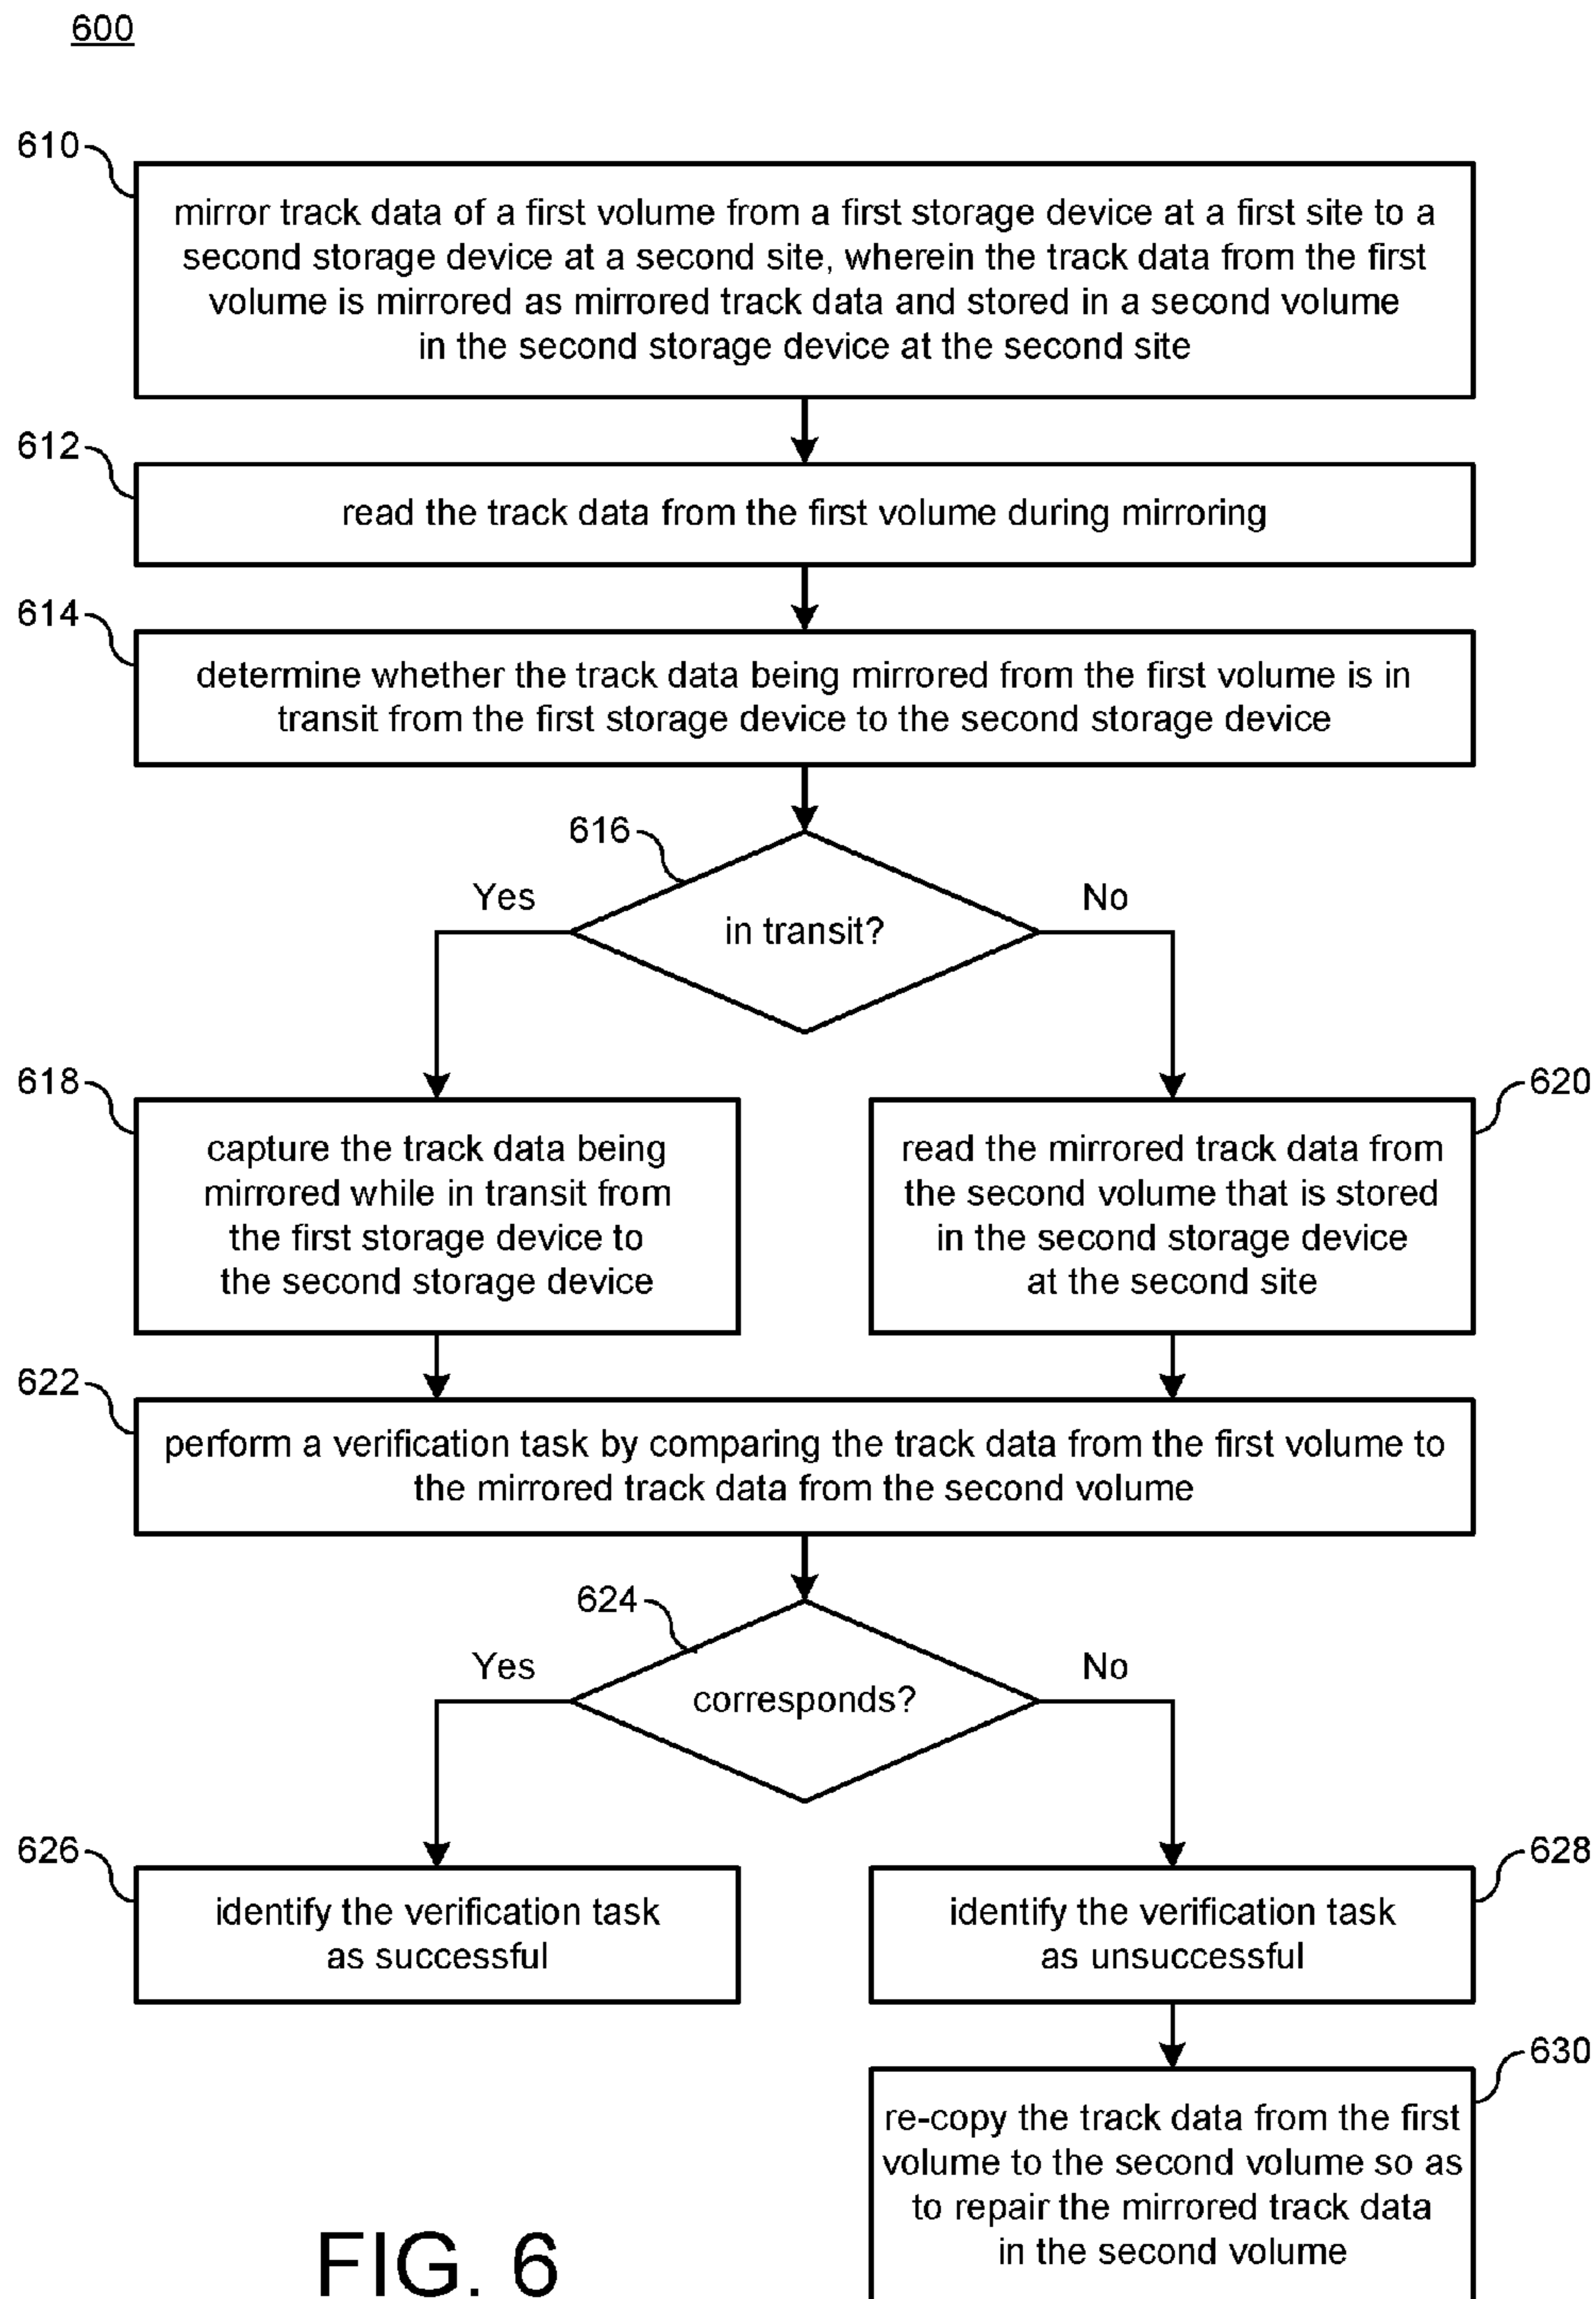 600
610
mirror track data of a first volume from a first storage device at a first site to a
second storage device at a second site, wherein the track data from the first
volume is mirrored as mirrored track data and stored in a second volume
in the second storage device at the second site
612
read the track data from the first volume during mirroring
614
determine whether the track data being mirrored from the first volume is in
transit from the first storage device to the second storage device
616
Yes
No
in transit?
618
620
capture the track data being
mirrored while in transit from
the first storage device to
the second storage device
read the mirrored track data from
the second volume that is stored
in the second storage device
at the second site
622
perform a verification task by comparing the track data from the first volume to
the mirrored track data from the second volume
624
Yes
No
corresponds?
626
628
identify the verification task
as successful
identify the verification task
as unsuccessful
630
re-copy the track data from the first
volume to the second volume so as
to repair the mirrored track data
in the second volume
FIG. 6